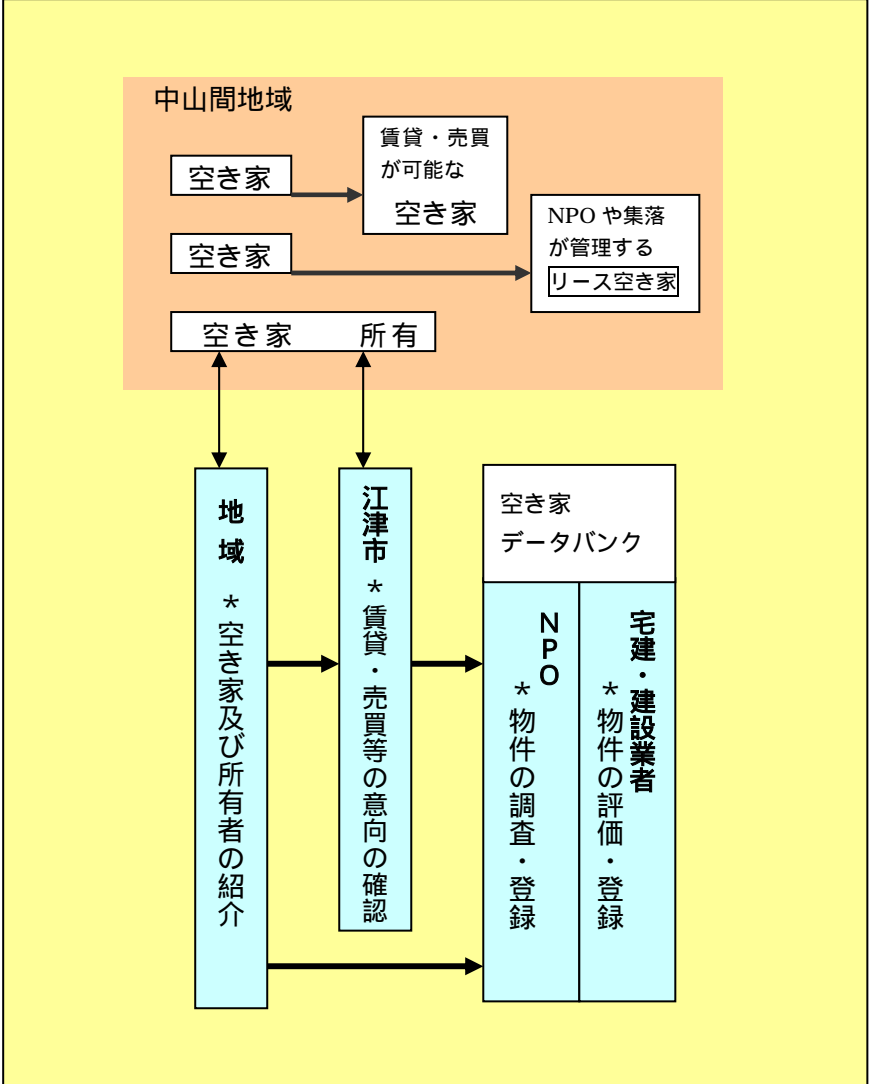 中山間地域
空き家
賃貸・売買
が可能な
空き家
空き家
NPO や集落
が管理する
リース空き家
空き家 所有
地域 *空き家及び所有者の紹介
江津市 *賃貸・売買等の意向の確認
空き家
データバンク
NPO
*物件の調査・登録
宅建・建設業者
*物件の評価・登録